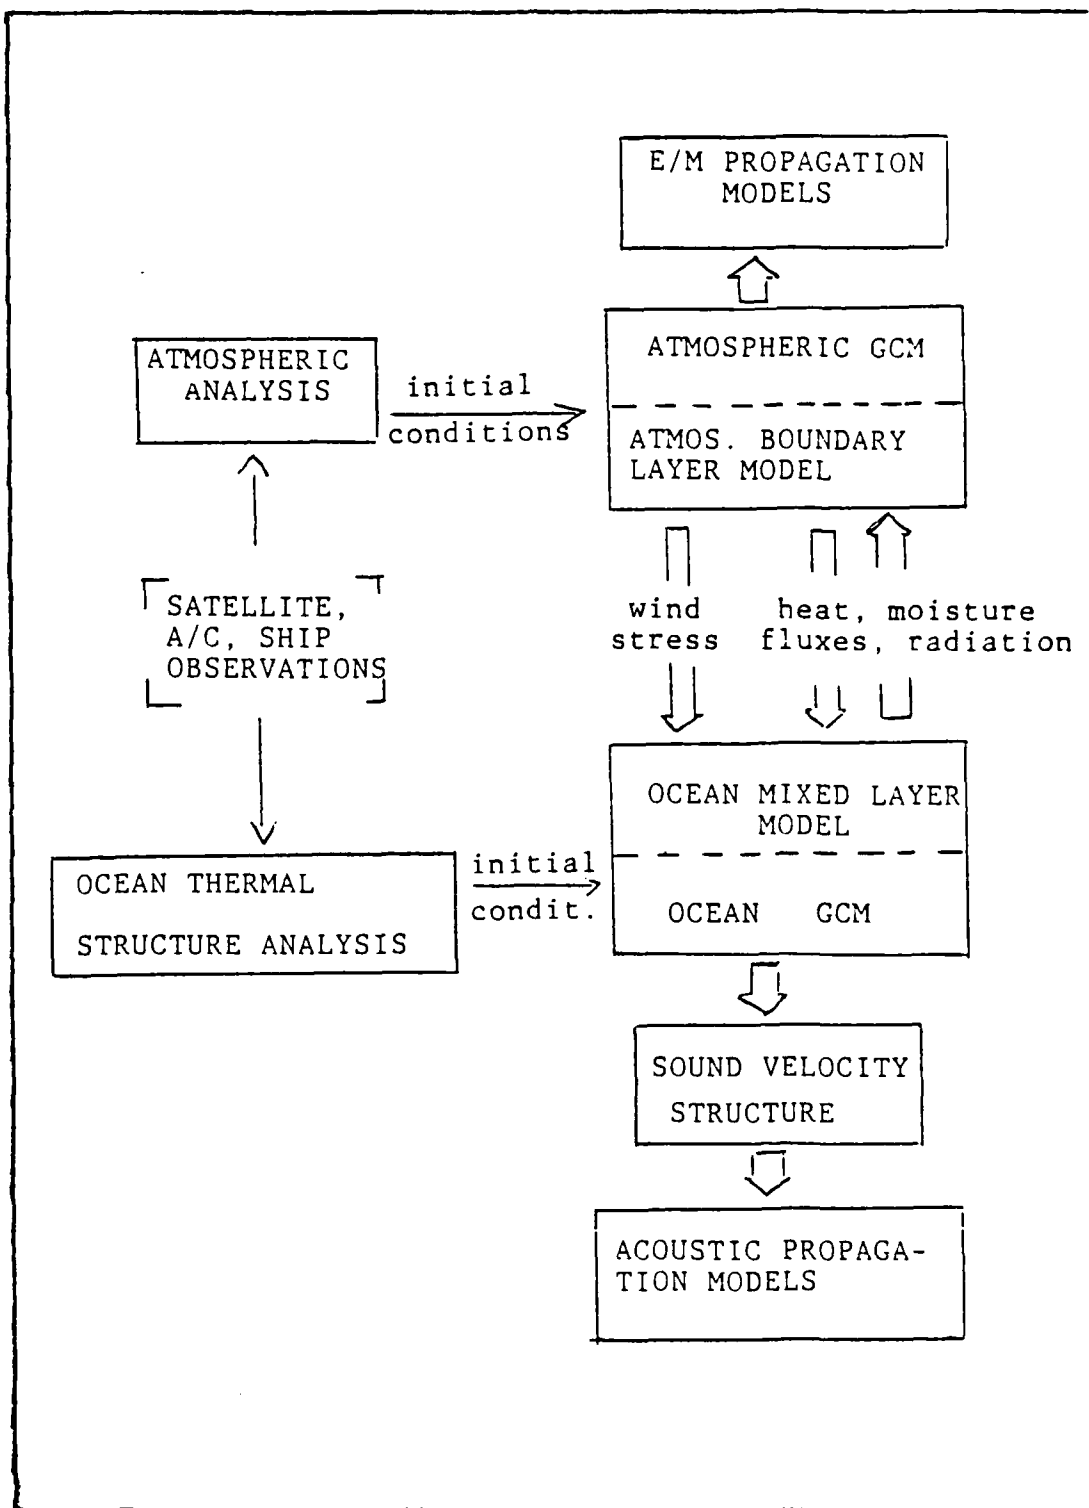 E/M PROPAGATION
MODELS
ATMOSPHERIC GCM
ATMOS. BOUNDARY
LAYER MODEL
ATMOSPHERIC
ANALYSIS
initial
conditions
SATELLITE,
A/C, SHIP
OBSERVATIONS
wind
stress
heat, moisture
fluxes, radiation
OCEAN MIXED LAYER
MODEL
OCEAN GCM
OCEAN THERMAL
STRUCTURE ANALYSIS
initial
condit.
SOUND VELOCITY
STRUCTURE
ACOUSTIC PROPAGA-
TION MODELS